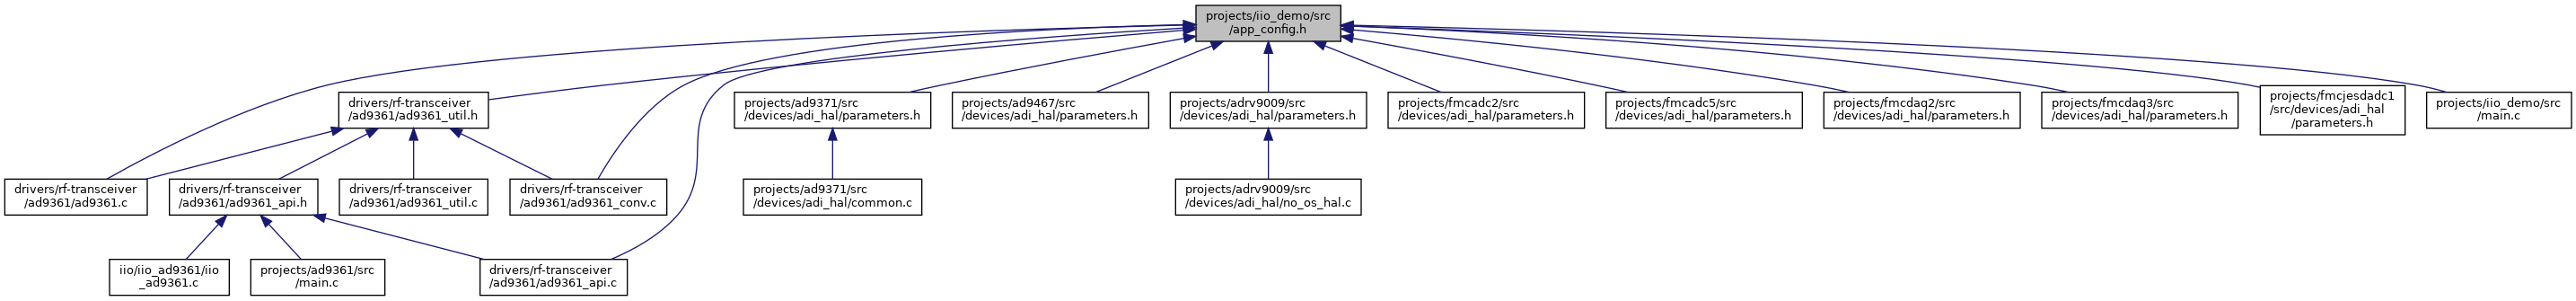 projects/iio_demo/src
/app_config.h
drivers/rf-transceiver
/ad9361/ad9361_util.h
projects/ad9371/src
/devices/adi_hal/parameters.h
projects/ad9467/src
/devices/adi_hal/parameters.h
projects/adrv9009/src
/devices/adi_hal/parameters.h
projects/fmcadc2/src
/devices/adi_hal/parameters.h
projects/fmcadc5/src
/devices/adi_hal/parameters.h
projects/fmcdaq2/src
/devices/adi_hal/parameters.h
projects/fmcdaq3/src
/devices/adi_hal/parameters.h
projects/fmcjesdadc1
/src/devices/adi_hal
/parameters.h
projects/iio_demo/src
/main.c
drivers/rf-transceiver
/ad9361/ad9361.c
drivers/rf-transceiver
/ad9361/ad9361_api.h
drivers/rf-transceiver
/ad9361/ad9361_util.c
drivers/rf-transceiver
/ad9361/ad9361_conv.c
projects/ad9371/src
/devices/adi_hal/common.c
projects/adrv9009/src
/devices/adi_hal/no_os_hal.c
iio/iio_ad9361/iio
_ad9361.c
projects/ad9361/src
/main.c
drivers/rf-transceiver
/ad9361/ad9361_api.c